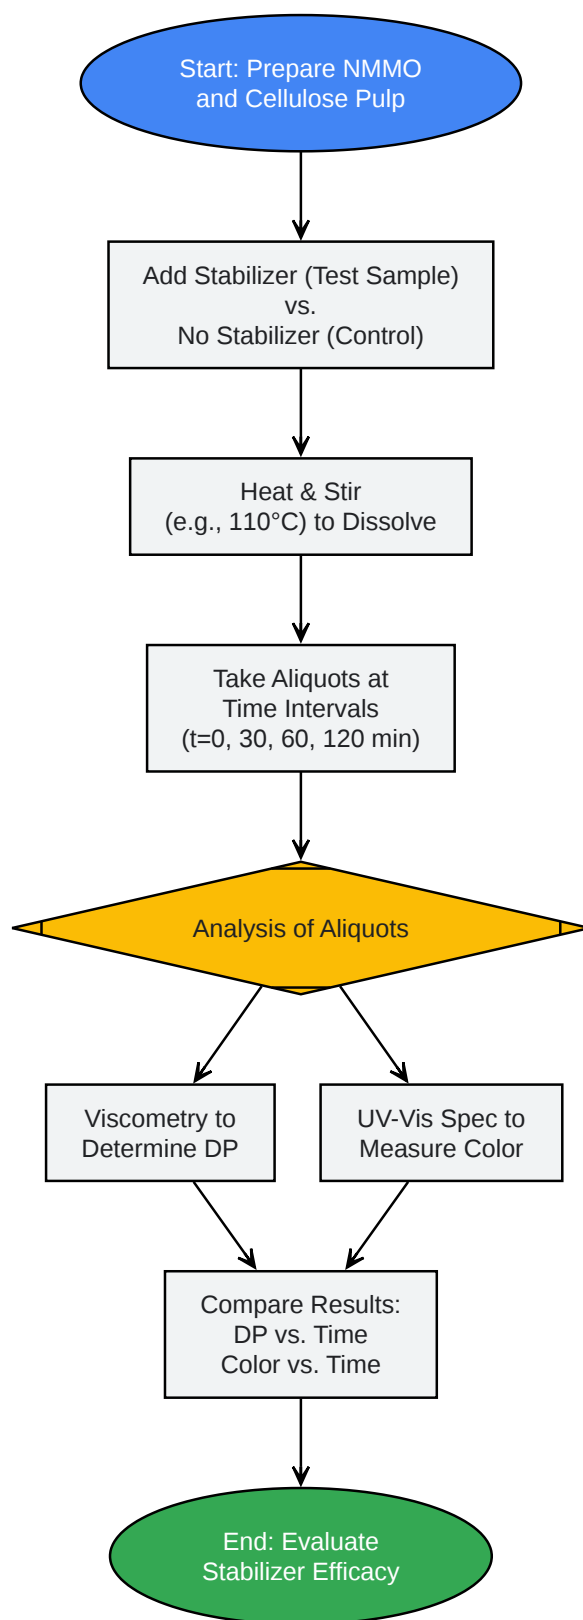 Start: Prepare NMMO
and Cellulose Pulp
Add Stabilizer (Test Sample)
vs.
No Stabilizer (Control)
Heat & Stir
(e.g., 110°C) to Dissolve
Take Aliquots at
Time Intervals
(t=0, 30, 60, 120 min)
Analysis of Aliquots
Viscometry to
Determine DP
UV-Vis Spec to
Measure Color
Compare Results:
DP vs. Time
Color vs. Time
End: Evaluate
Stabilizer Efficacy